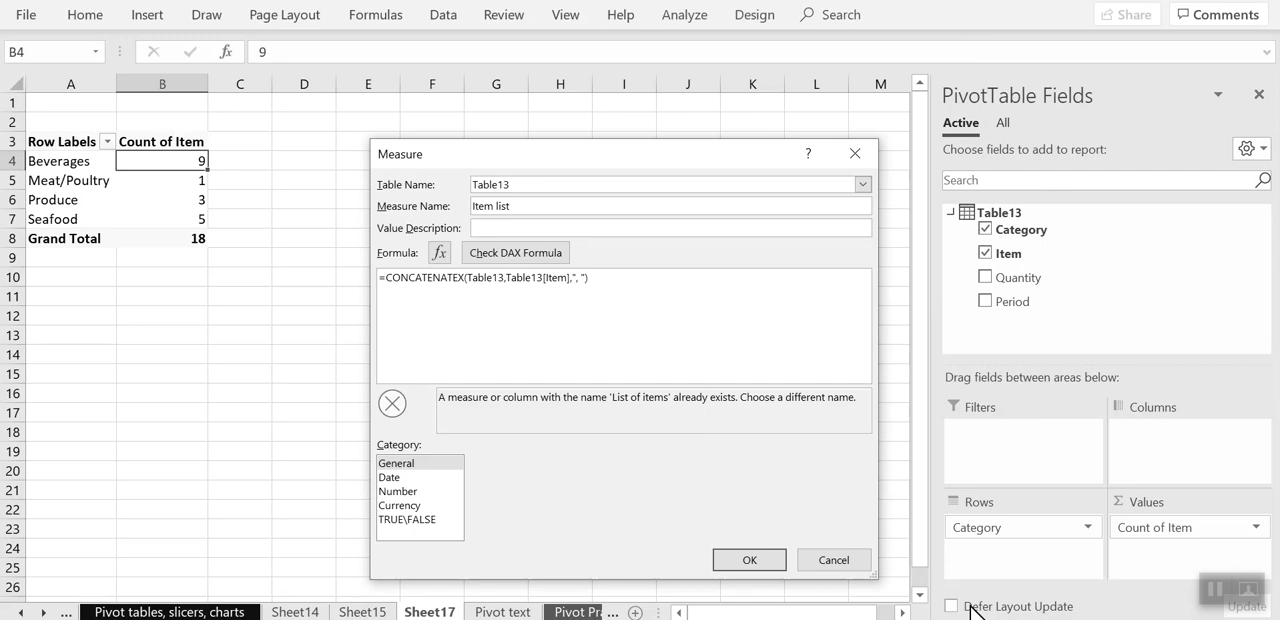 File Home Insert Draw Page Layout Formulas Data Review View Help Analyze Design Search Share Comments
B4 fx 9
A B C D E F G H I J K L M
1
2
3 Row Labels Count of Item
4 Beverages 9
5 Meat/Poultry 1
6 Produce 3
7 Seafood 5
8 Grand Total 18
9
10
11
12
13
14
15
16
17
18
19
20
21
22
23
24
25
26
Measure ?
Table Name: Table13
Measure Name: Item list
Value Description:
Formula: fx Check DAX Formula
=CONCATENATEX(Table13,Table13[Item],", ")
A measure or column with the name 'List of items' already exists. Choose a different name.
Category:
General
Date
Number
Currency
TRUE\FALSE
OK Cancel
PivotTable Fields
Active All
Choose fields to add to report:
Search
Table13
Category
Item
Quantity
Period
Drag fields between areas below:
Filters Columns
Rows Σ Values
Category Count of Item
Defer Layout Update Update
... Pivot tables, slicers, charts Sheet14 Sheet15 Sheet17 Pivot text Pivot Pr ...